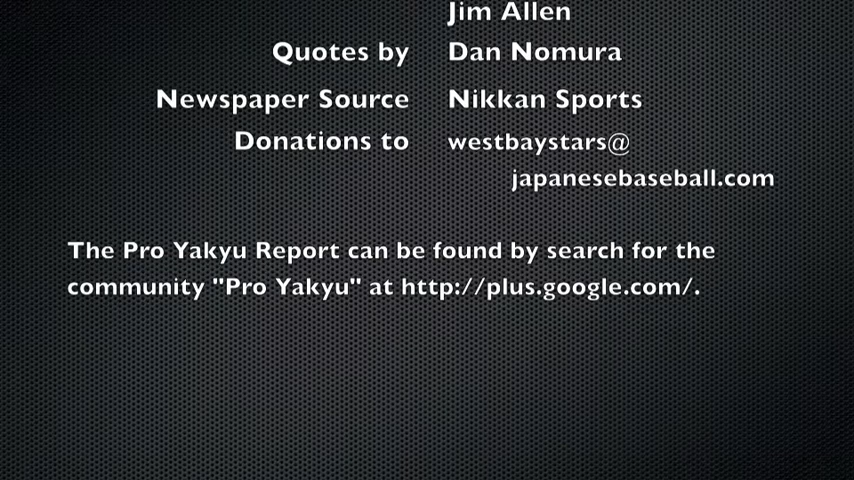 Jim Allen
Quotes by Dan Nomura
Newspaper Source Nikkan Sports
Donations to westbaystars@
japanesebaseball.com
The Pro Yakyu Report can be found by search for the
community "Pro Yakyu" at http://plus.google.com/.